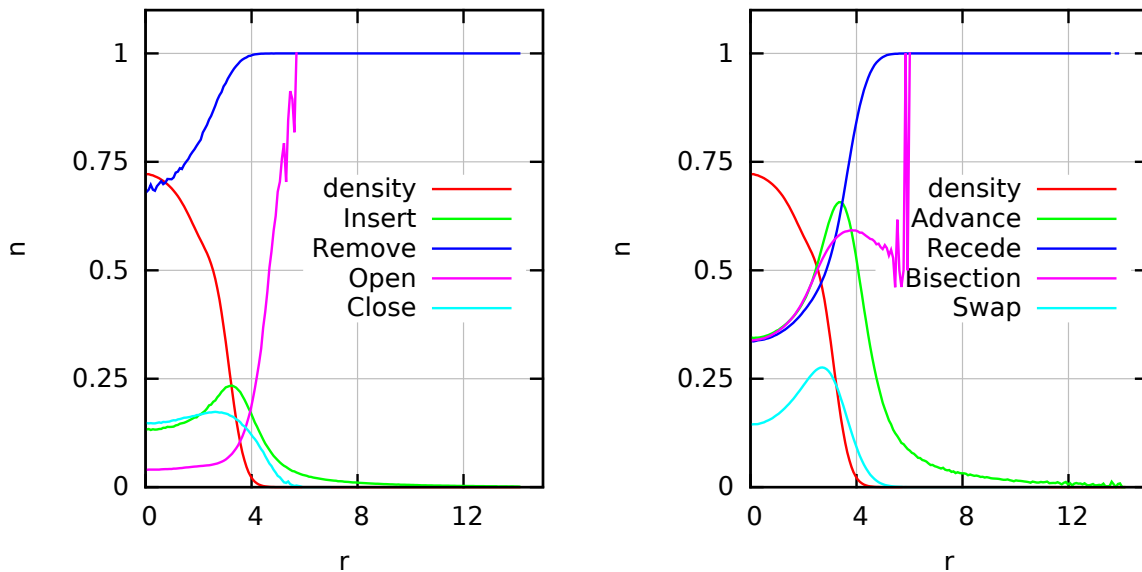 1
0.75
0.5
0.25
0
n
density
Insert
Remove
Open
Close
0 4 8 12
r
1
0.75
0.5
0.25
0
n
density
Advance
Recede
Bisection
Swap
0 4 8 12
r